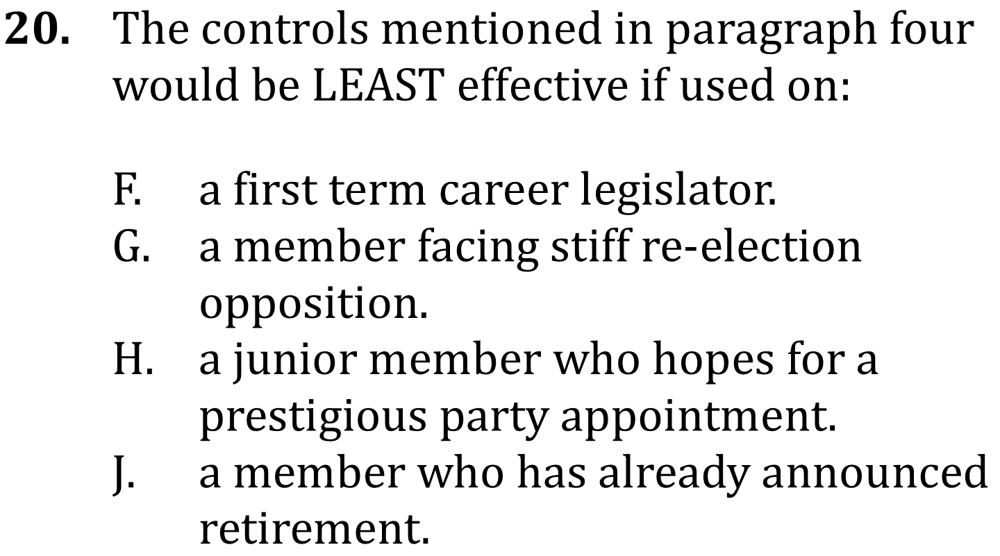 20. The controls mentioned in paragraph four
would be LEAST effective if used on:
F. a first term career legislator.
G. a member facing stiff re-election
opposition.
H. a junior member who hopes for a
prestigious party appointment.
J. a member who has already announced
retirement.